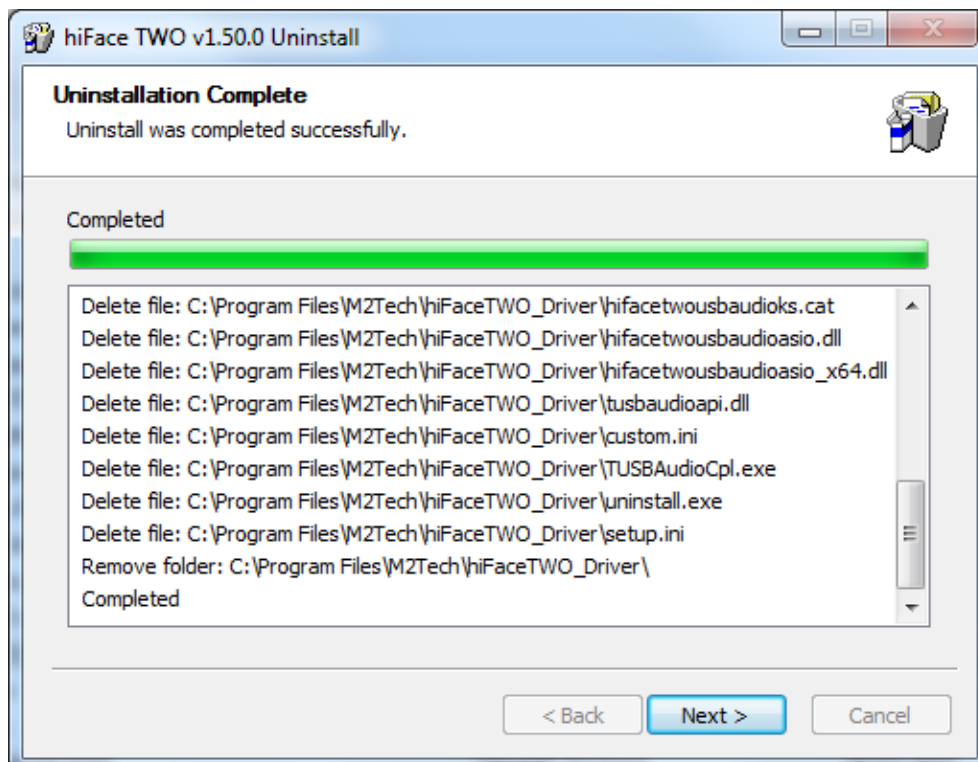 hiFace TWO v1.50.0 Uninstall
Uninstallation Complete
Uninstall was completed successfully.
Completed
Delete file: C:\Program Files\M2Tech\hiFaceTWO_Driver\hifacetwousbaudioks.cat
Delete file: C:\Program Files\M2Tech\hiFaceTWO_Driver\hifacetwousbaudioasio.dll
Delete file: C:\Program Files\M2Tech\hiFaceTWO_Driver\hifacetwousbaudioasio_x64.dll
Delete file: C:\Program Files\M2Tech\hiFaceTWO_Driver\tusbaudioapi.dll
Delete file: C:\Program Files\M2Tech\hiFaceTWO_Driver\custom.ini
Delete file: C:\Program Files\M2Tech\hiFaceTWO_Driver\TUSBAudioCpl.exe
Delete file: C:\Program Files\M2Tech\hiFaceTWO_Driver\uninstall.exe
Delete file: C:\Program Files\M2Tech\hiFaceTWO_Driver\setup.ini
Remove folder: C:\Program Files\M2Tech\hiFaceTWO_Driver\
Completed
< Back Next > Cancel